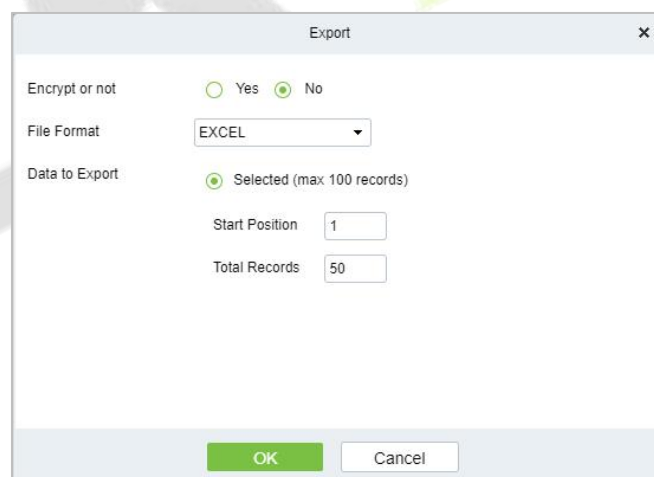 Export
Encrypt or not Yes No
File Format EXCEL
Data to Export Selected (max 100 records)
Start Position 1
Total Records 50
OK Cancel